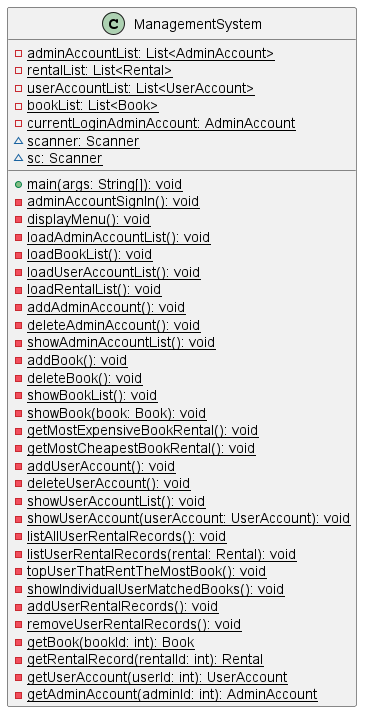 C ManagementSystem
adminAccountList: List<AdminAccount>
rentalList: List<Rental>
userAccountList: List<UserAccount>
bookList: List<Book>
currentLoginAdminAccount: AdminAccount
scanner: Scanner
sc: Scanner
main(args: String[]): void
adminAccountSignIn(): void
displayMenu(): void
loadAdminAccountList(): void
loadBookList(): void
loadUserAccountList(): void
loadRentalList(): void
addAdminAccount(): void
deleteAdminAccount(): void
showAdminAccountList(): void
addBook(): void
deleteBook(): void
showBookList(): void
showBook(book: Book): void
getMostExpensiveBookRental(): void
getMostCheapestBookRental(): void
addUserAccount(): void
deleteUserAccount(): void
showUserAccountList(): void
showUserAccount(userAccount: UserAccount): void
listAllUserRentalRecords(): void
listUserRentalRecords(rental: Rental): void
topUserThatRentTheMostBook(): void
showIndividualUserMatchedBooks(): void
addUserRentalRecords(): void
removeUserRentalRecords(): void
getBook(bookId: int): Book
getRentalRecord(rentalId: int): Rental
getUserAccount(userId: int): UserAccount
getAdminAccount(adminId: int): AdminAccount